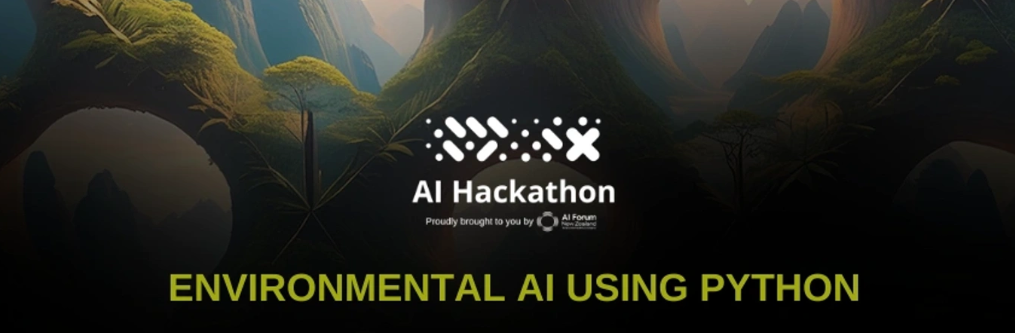 AI Hackathon
Proudly brought to you by AI Forum
New Zealand
ENVIRONMENTAL AI USING PYTHON